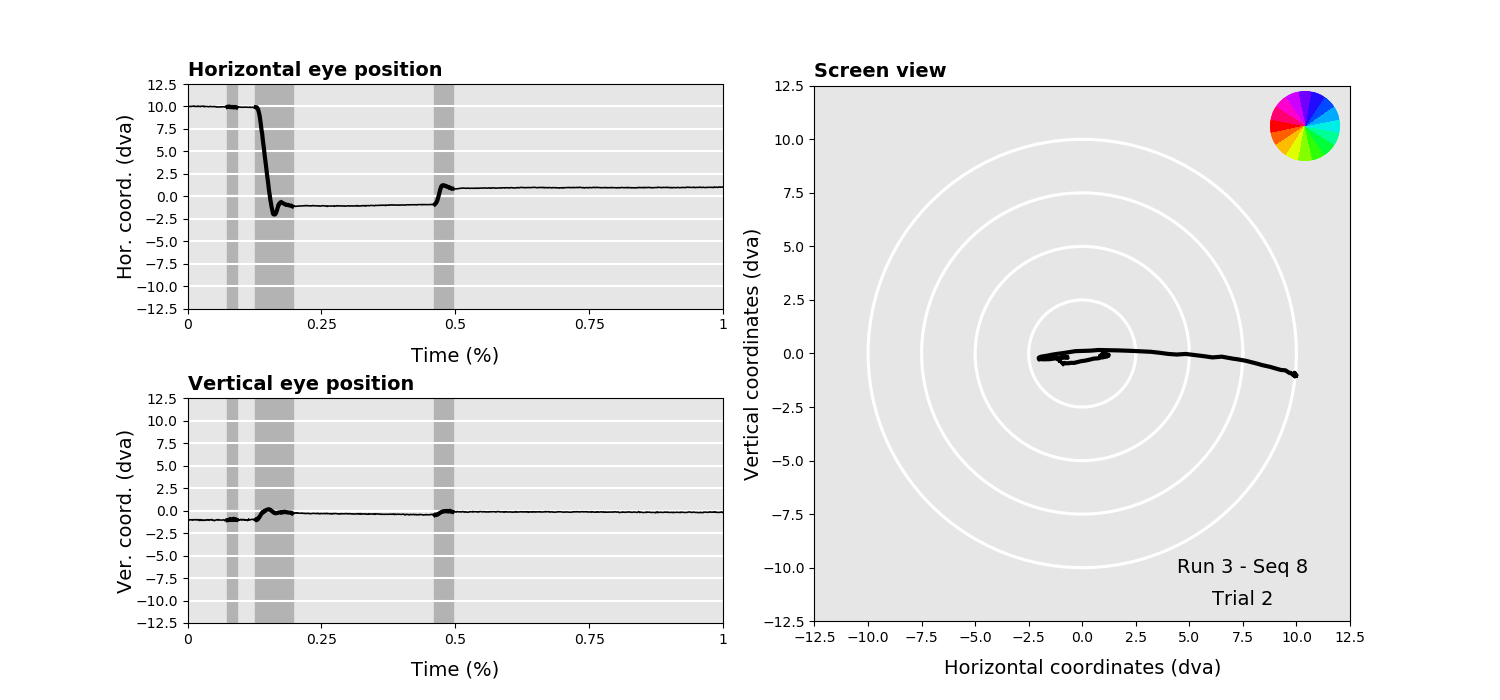 Horizontal eye position
Hor. coord. (dva)
12.5
10.0
7.5
5.0
2.5
0.0
−2.5
−5.0
−7.5
−10.0
−12.5
0 0.25 0.5 0.75 1
Time (%)
Vertical eye position
Ver. coord. (dva)
12.5
10.0
7.5
5.0
2.5
0.0
−2.5
−5.0
−7.5
−10.0
−12.5
0 0.25 0.5 0.75 1
Time (%)
Screen view
Vertical coordinates (dva)
12.5
10.0
7.5
5.0
2.5
0.0
−2.5
−5.0
−7.5
−10.0
−12.5
Run 3 - Seq 8
Trial 2
−12.5 −10.0 −7.5 −5.0 −2.5 0.0 2.5 5.0 7.5 10.0 12.5
Horizontal coordinates (dva)